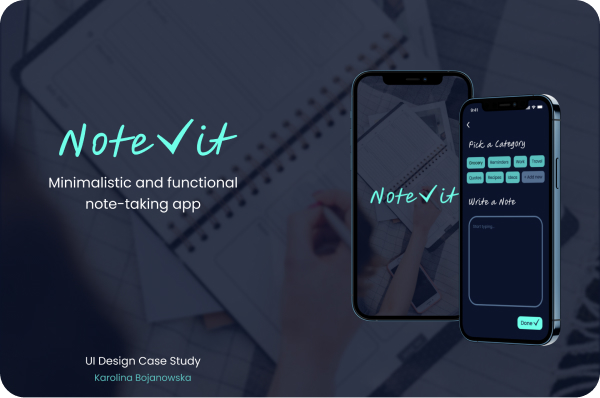 Note✓it
Minimalistic and functional
note-taking app
UI Design Case Study
Karolina Bojanowska
Note✓it
9:41
Pick a Category
Grocery Reminders Work Travel
Quotes Recipes Ideas + Add new
Write a Note
Start typing...
Done ✓